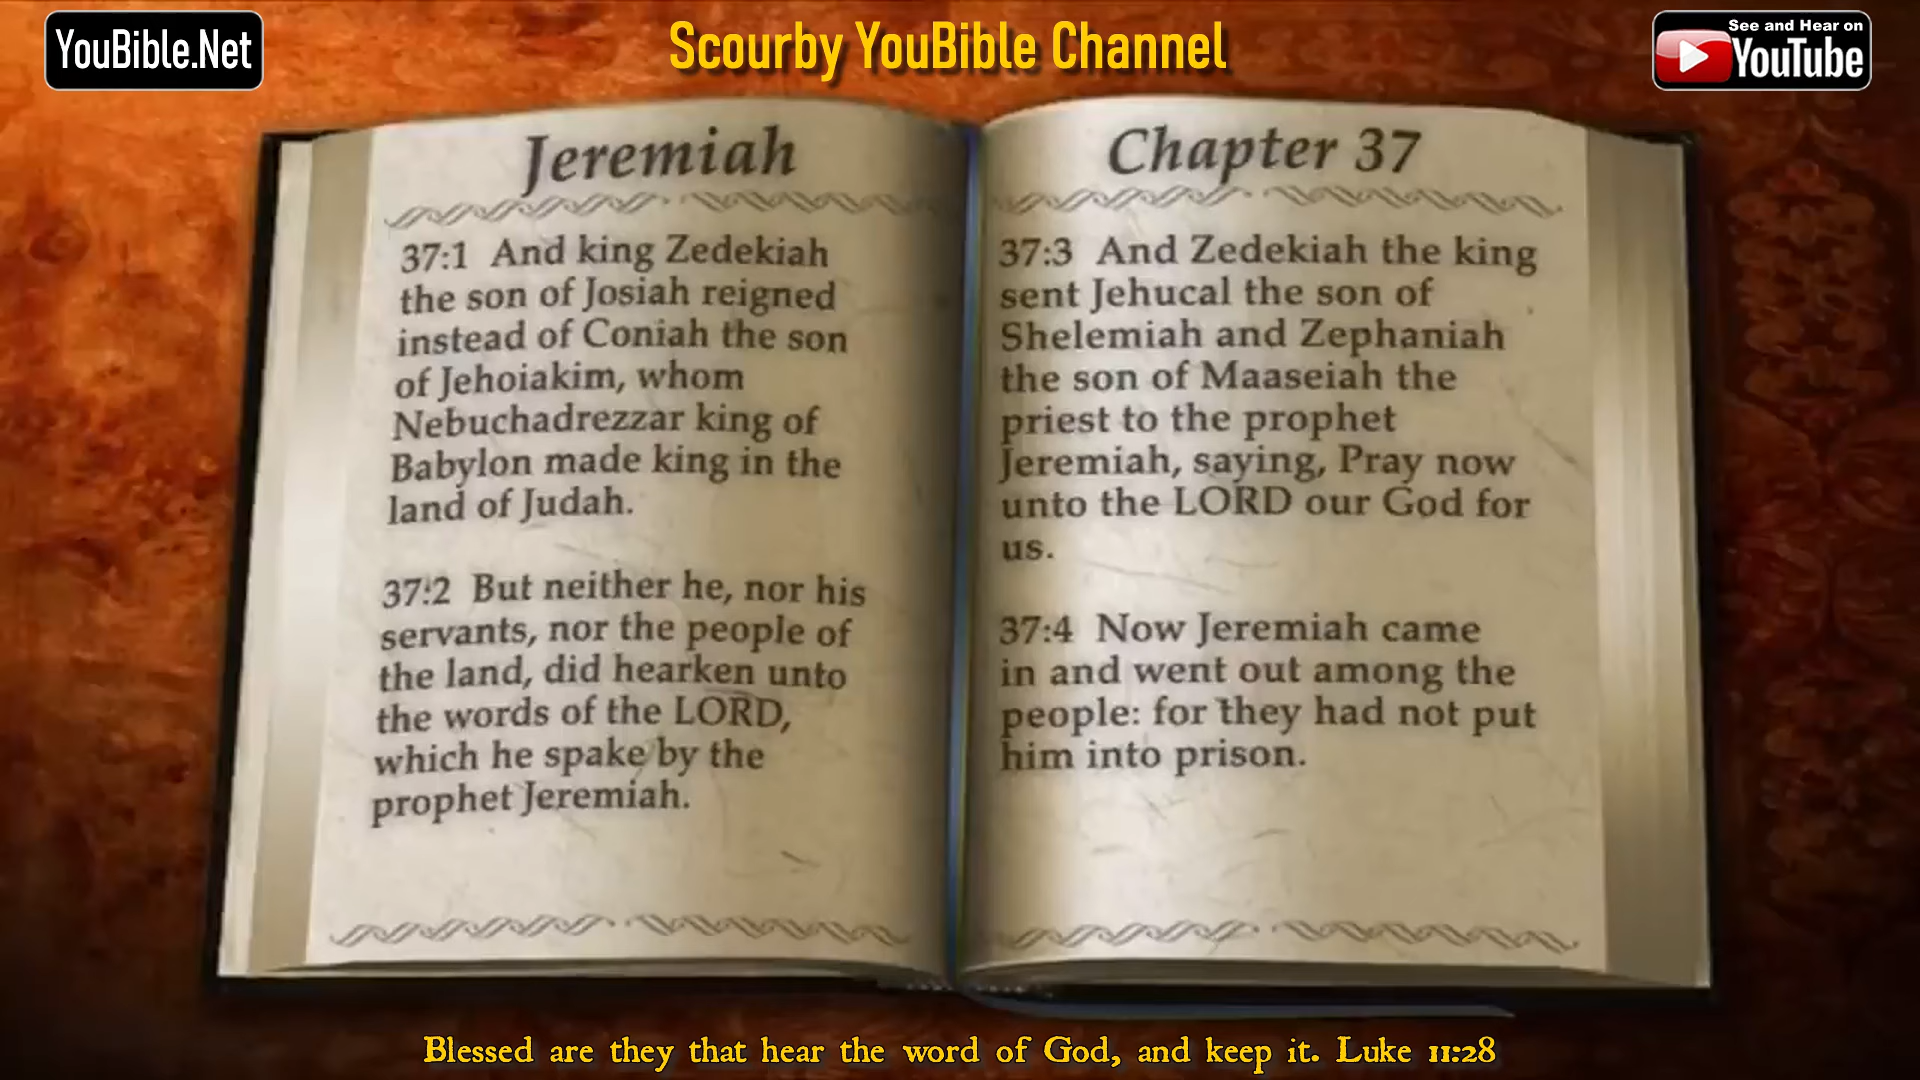 YouBible.Net
Scourby YouBible Channel
See and Hear on
YouTube
Jeremiah
37:1 And king Zedekiah
the son of Josiah reigned
instead of Coniah the son
of Jehoiakim, whom
Nebuchadrezzar king of
Babylon made king in the
land of Judah.
37:2 But neither he, nor his
servants, nor the people of
the land, did hearken unto
the words of the LORD,
which he spake by the
prophet Jeremiah.
Chapter 37
37:3 And Zedekiah the king
sent Jehucal the son of
Shelemiah and Zephaniah
the son of Maaseiah the
priest to the prophet
Jeremiah, saying, Pray now
unto the LORD our God for
us.
37:4 Now Jeremiah came
in and went out among the
people: for they had not put
him into prison.
Blessed are they that hear the word of God, and keep it. Luke 11:28